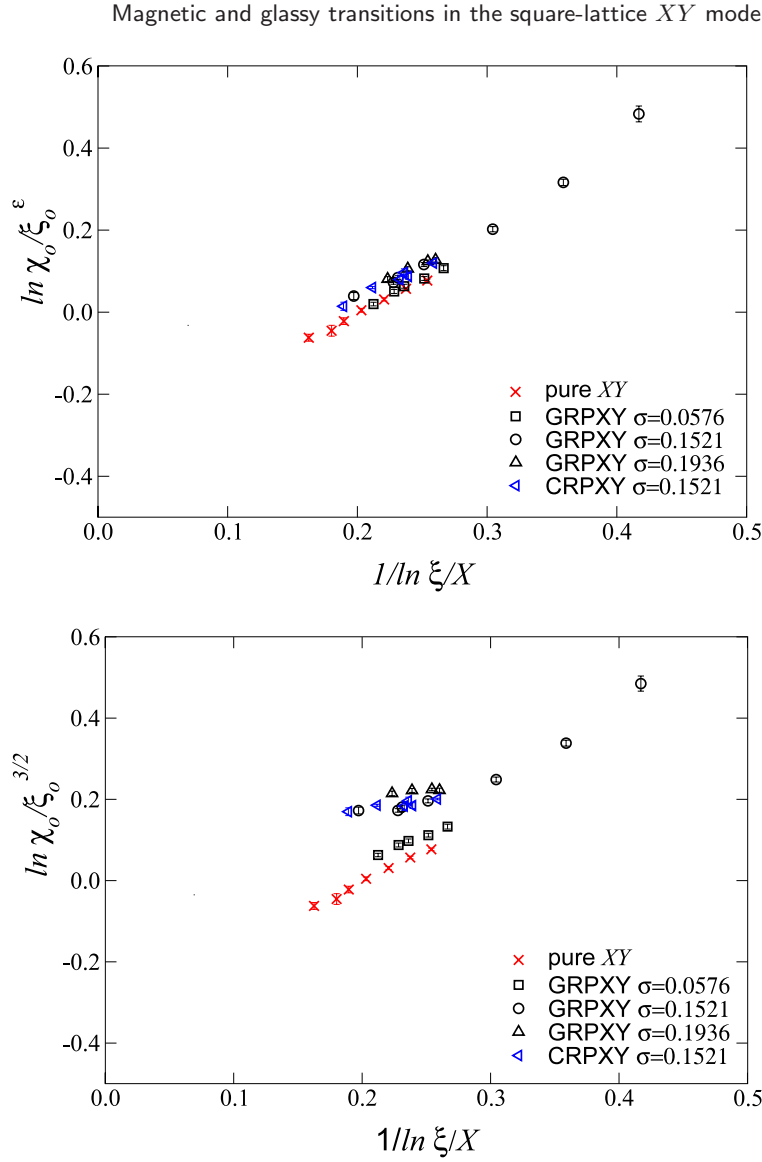 Magnetic and glassy transitions in the square-lattice XY mode
0.6
0.4
0.2
0.0
-0.2
-0.4
ln χₒ/ξₒ^ε
pure XY
GRPXY σ=0.0576
GRPXY σ=0.1521
GRPXY σ=0.1936
CRPXY σ=0.1521
0.0 0.1 0.2 0.3 0.4 0.5
1/ln ξ/X
0.6
0.4
0.2
0.0
-0.2
-0.4
ln χₒ/ξₒ^3/2
pure XY
GRPXY σ=0.0576
GRPXY σ=0.1521
GRPXY σ=0.1936
CRPXY σ=0.1521
0.0 0.1 0.2 0.3 0.4 0.5
1/ln ξ/X